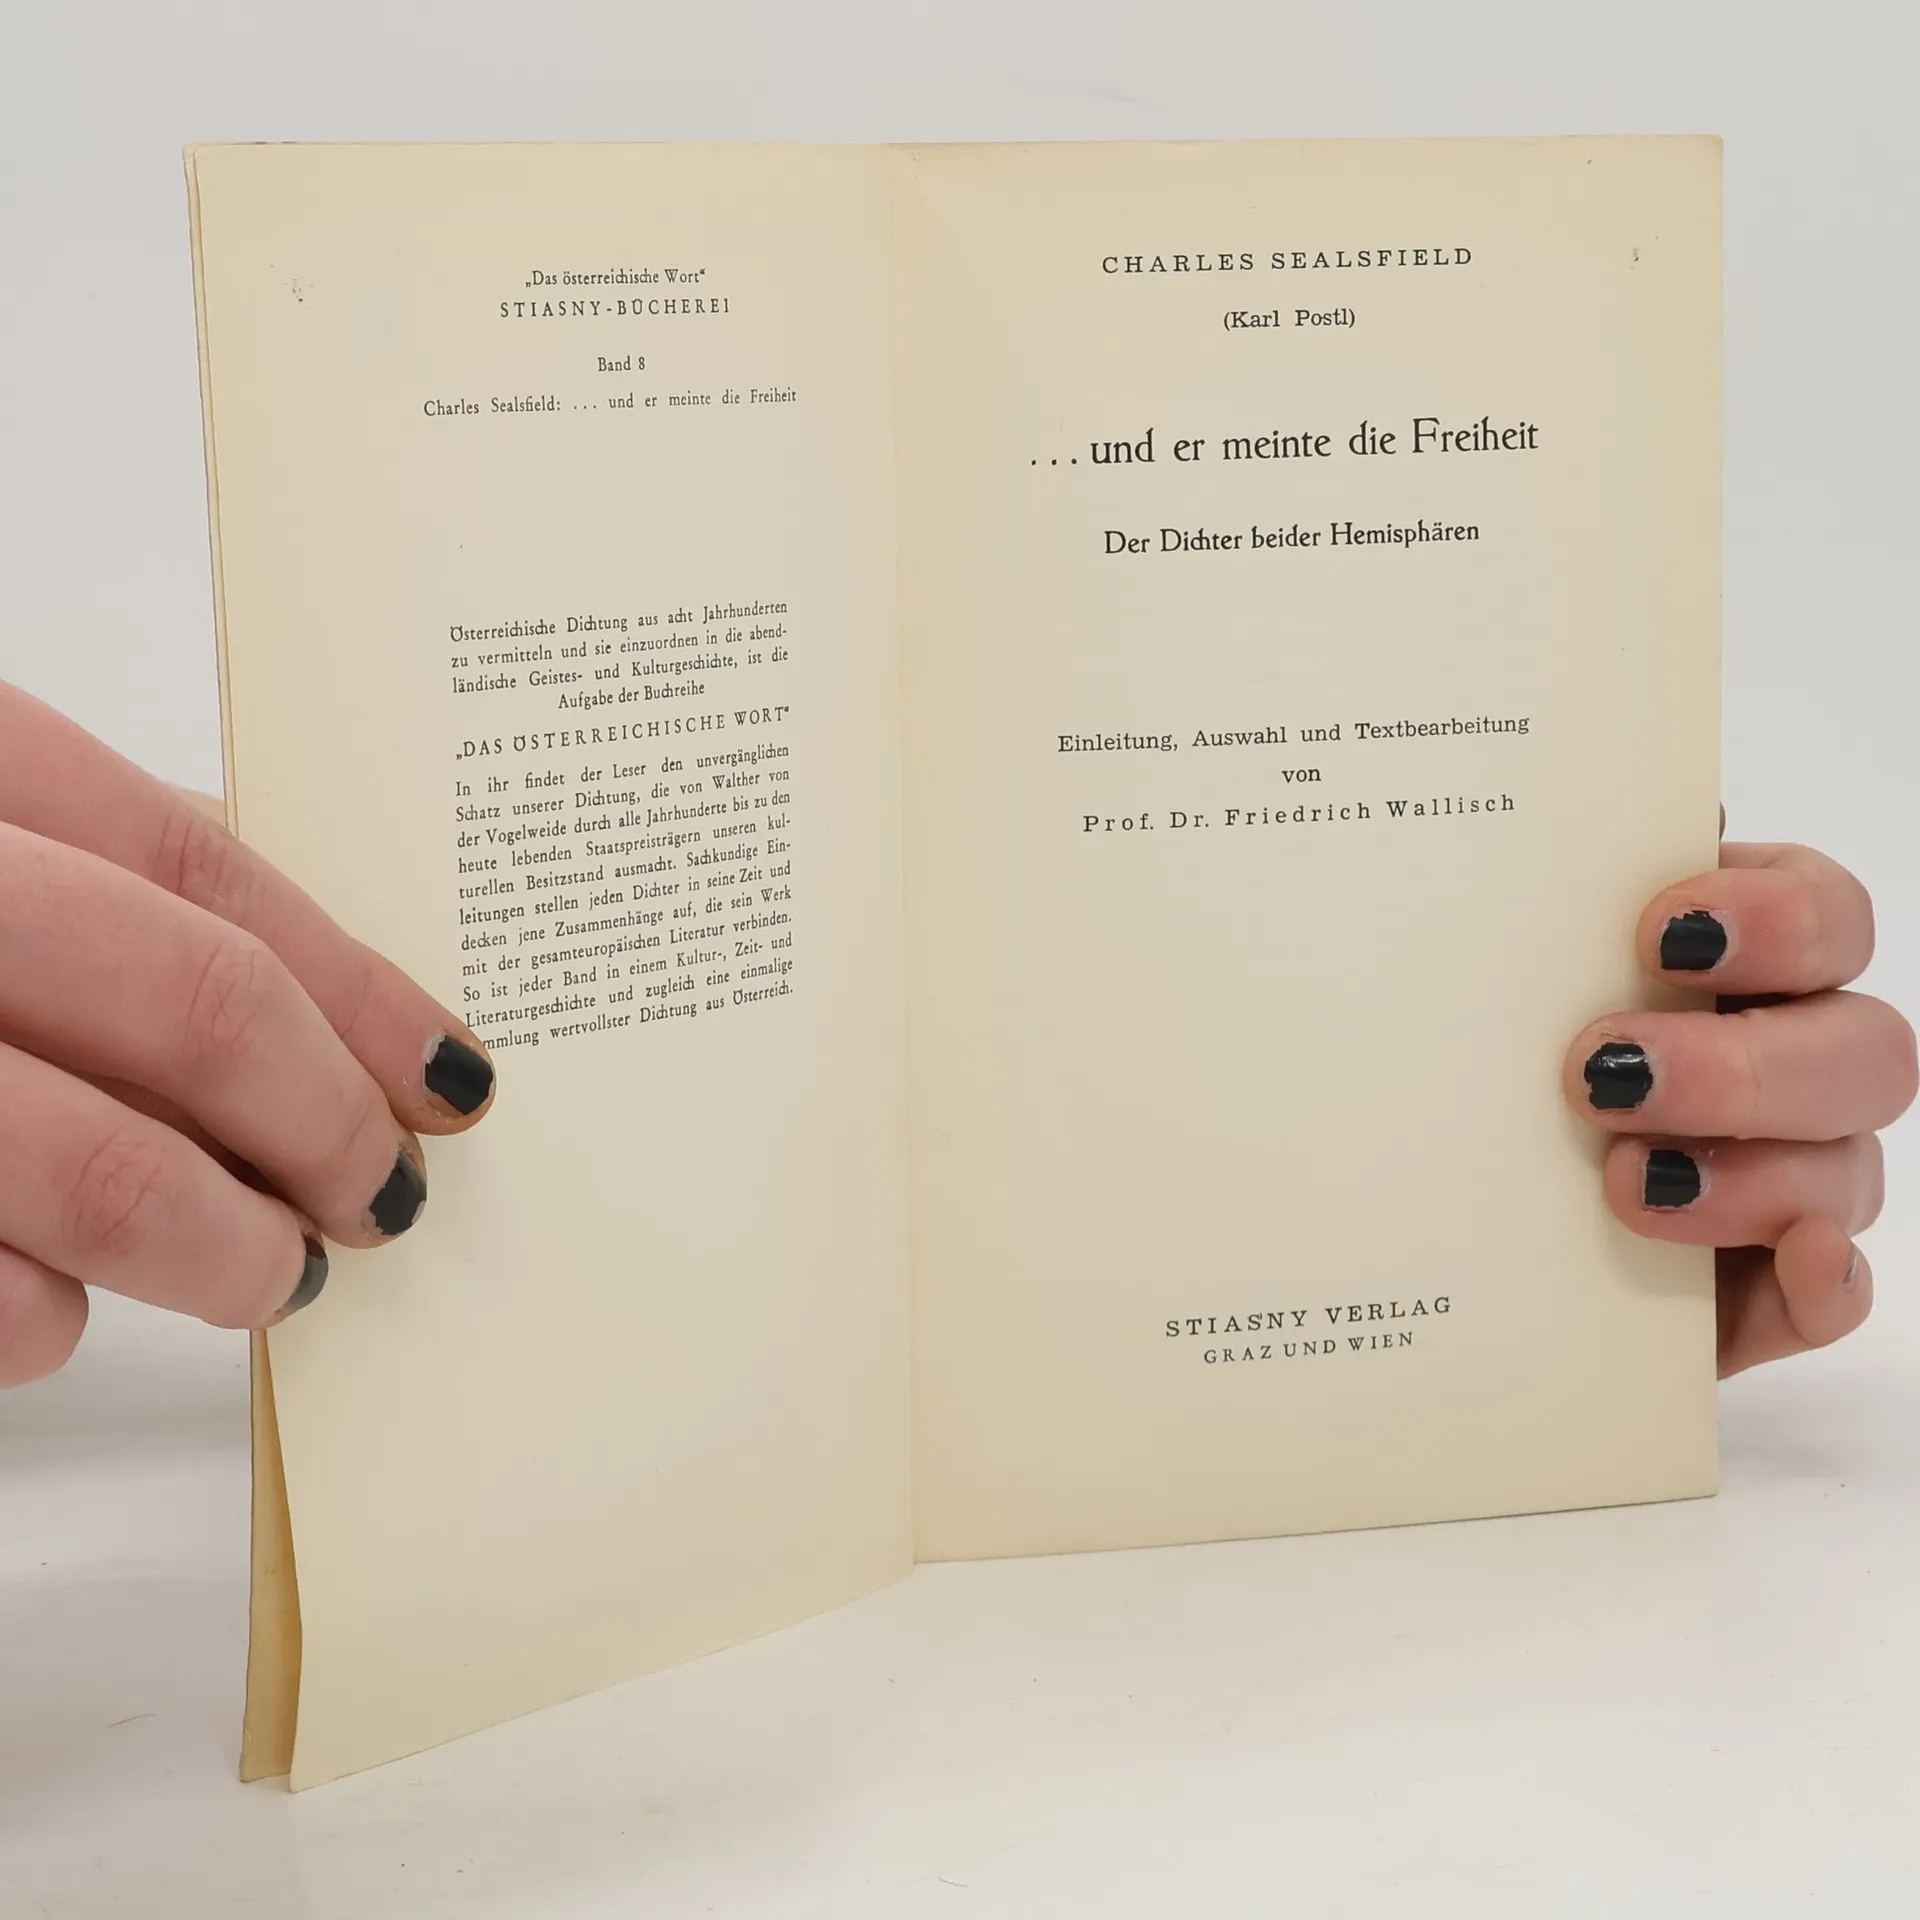 „Das österreichische Wort“
STIASNY-BÜCHEREI
Band 8
Charles Sealsfield: ... und er meinte die Freiheit
Österreichische Dichtung aus acht Jahrhunderten
zu vermitteln und sie einzuordnen in die abend-
ländische Geistes- und Kulturgeschichte, ist die
Aufgabe der Buchreihe
„DAS ÖSTERREICHISCHE WORT“
In ihr findet der Leser den unvergänglichen
Schatz unserer Dichtung, die von Walther von
der Vogelweide durch alle Jahrhunderte bis zu den
heute lebenden Staatspreisträgern unseren kul-
turellen Besitzstand ausmacht. Sachkundige Ein-
leitungen stellen jeden Dichter in seine Zeit und
decken jene Zusammenhänge auf, die sein Werk
mit der gesamteuropäischen Literatur verbinden.
So ist jeder Band in einem Kultur-, Zeit- und
Literaturgeschichte und zugleich eine einmalige
mmlung wertvollster Dichtung aus Österreich.
CHARLES SEALSFIELD
(Karl Postl)
... und er meinte die Freiheit
Der Dichter beider Hemisphären
Einleitung, Auswahl und Textbearbeitung
von
Prof. Dr. Friedrich Wallisch
STIASNY VERLAG
GRAZ UND WIEN